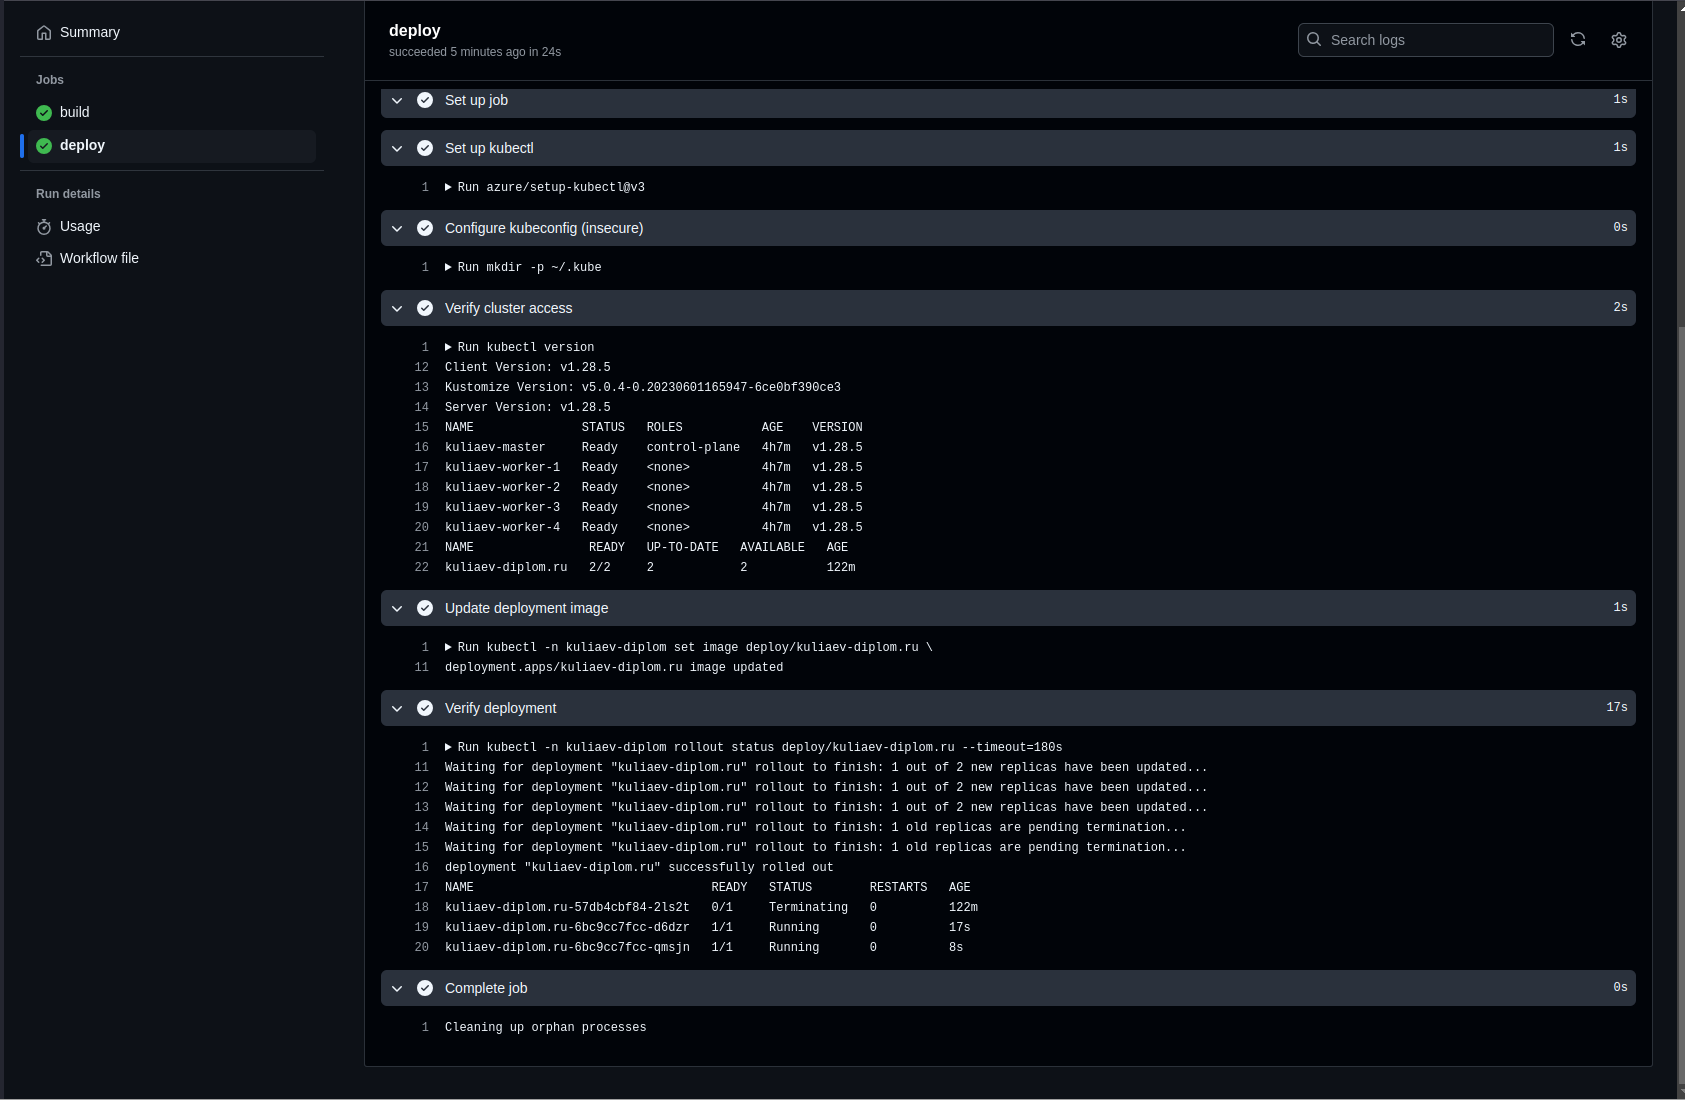 Summary
Jobs
build
deploy
Run details
Usage
Workflow file
deploy
succeeded 5 minutes ago in 24s
Search logs
Set up job 1s
Set up kubectl 1s
1 Run azure/setup-kubectl@v3
Configure kubeconfig (insecure) 0s
1 Run mkdir -p ~/.kube
Verify cluster access 2s
1 Run kubectl version
12 Client Version: v1.28.5
13 Kustomize Version: v5.0.4-0.20230601165947-6ce0bf390ce3
14 Server Version: v1.28.5
15 NAME STATUS ROLES AGE VERSION
16 kuliaev-master Ready control-plane 4h7m v1.28.5
17 kuliaev-worker-1 Ready <none> 4h7m v1.28.5
18 kuliaev-worker-2 Ready <none> 4h7m v1.28.5
19 kuliaev-worker-3 Ready <none> 4h7m v1.28.5
20 kuliaev-worker-4 Ready <none> 4h7m v1.28.5
21 NAME READY UP-TO-DATE AVAILABLE AGE
22 kuliaev-diplom.ru 2/2 2 2 122m
Update deployment image 1s
1 Run kubectl -n kuliaev-diplom set image deploy/kuliaev-diplom.ru \
11 deployment.apps/kuliaev-diplom.ru image updated
Verify deployment 17s
1 Run kubectl -n kuliaev-diplom rollout status deploy/kuliaev-diplom.ru --timeout=180s
11 Waiting for deployment "kuliaev-diplom.ru" rollout to finish: 1 out of 2 new replicas have been updated...
12 Waiting for deployment "kuliaev-diplom.ru" rollout to finish: 1 out of 2 new replicas have been updated...
13 Waiting for deployment "kuliaev-diplom.ru" rollout to finish: 1 out of 2 new replicas have been updated...
14 Waiting for deployment "kuliaev-diplom.ru" rollout to finish: 1 old replicas are pending termination...
15 Waiting for deployment "kuliaev-diplom.ru" rollout to finish: 1 old replicas are pending termination...
16 deployment "kuliaev-diplom.ru" successfully rolled out
17 NAME READY STATUS RESTARTS AGE
18 kuliaev-diplom.ru-57db4cbf84-2ls2t 0/1 Terminating 0 122m
19 kuliaev-diplom.ru-6bc9cc7fcc-d6dzr 1/1 Running 0 17s
20 kuliaev-diplom.ru-6bc9cc7fcc-qmsjn 1/1 Running 0 8s
Complete job 0s
1 Cleaning up orphan processes